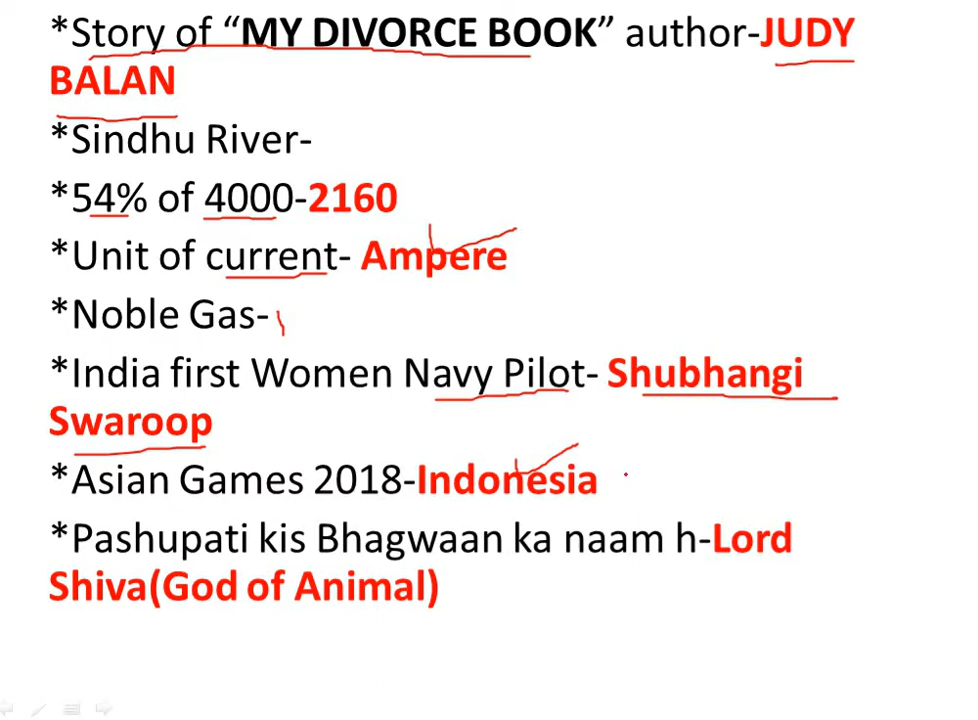 *Story of “MY DIVORCE BOOK” author-JUDY
BALAN
*Sindhu River-
*54% of 4000-2160
*Unit of current- Ampere
*Noble Gas-
*India first Women Navy Pilot- Shubhangi
Swaroop
*Asian Games 2018-Indonesia
*Pashupati kis Bhagwaan ka naam h-Lord
Shiva(God of Animal)